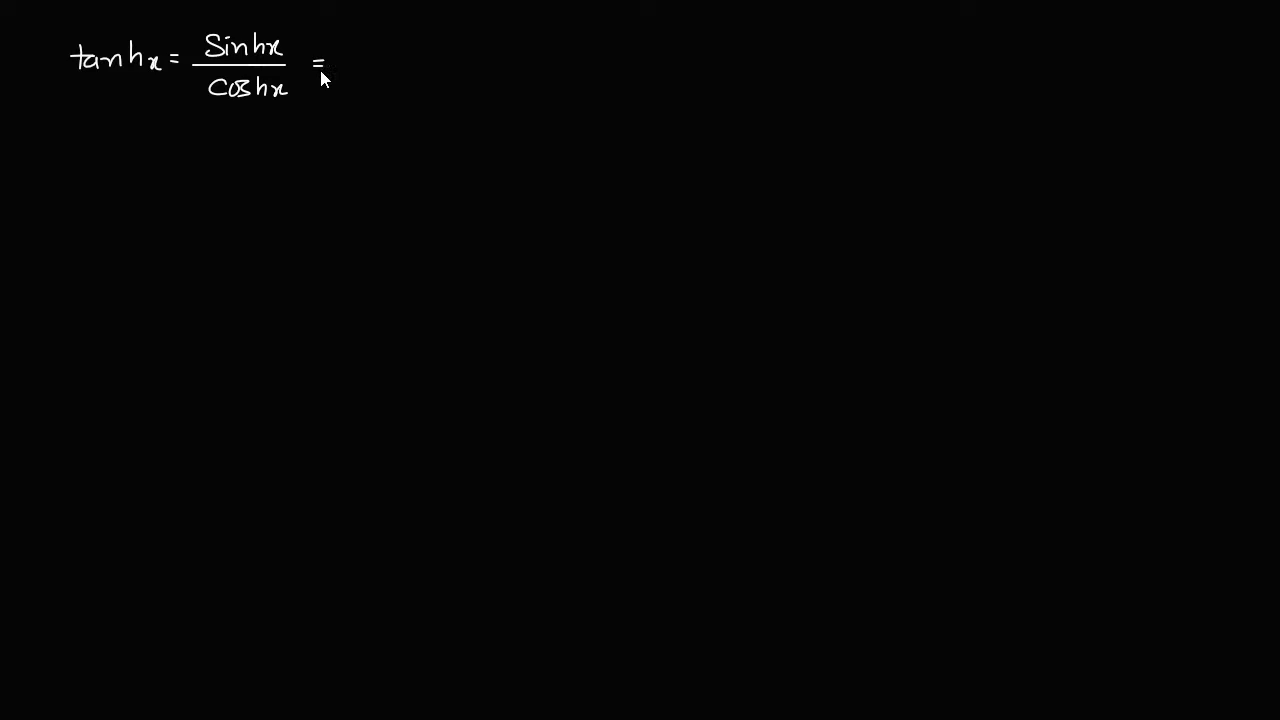 tanhx = Sinhx / Coshx =